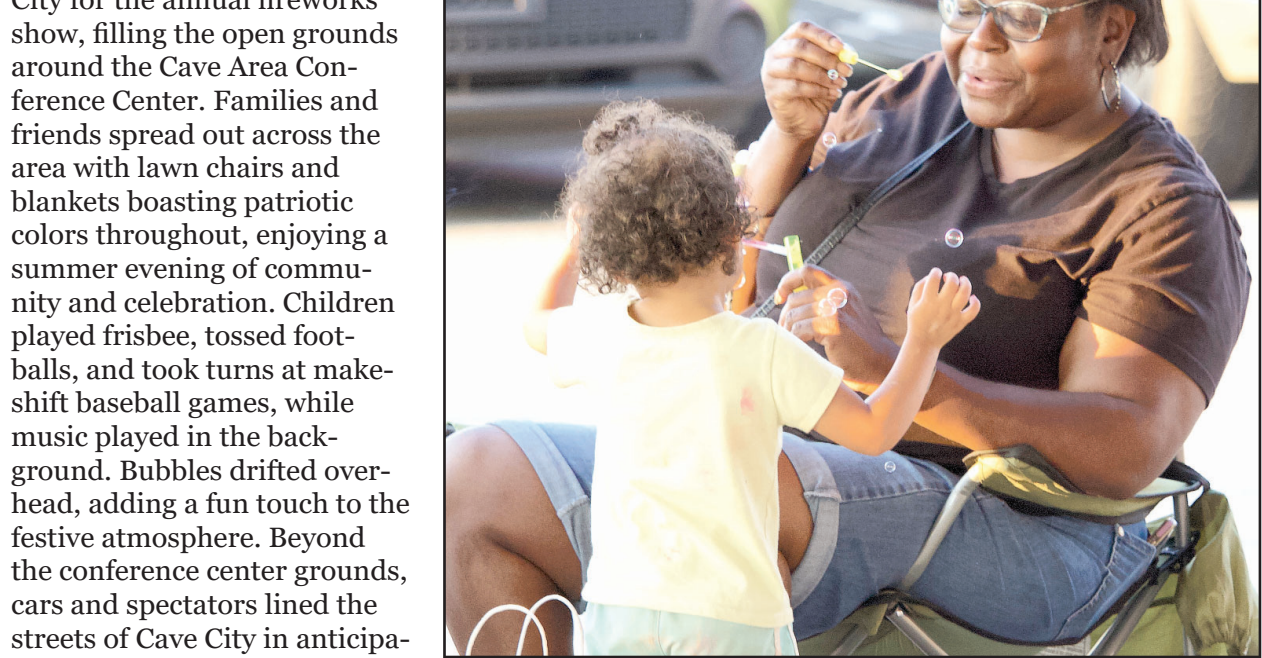 City for the annual fireworks
show, filling the open grounds
around the Cave Area Con-
ference Center. Families and
friends spread out across the
area with lawn chairs and
blankets boasting patriotic
colors throughout, enjoying a
summer evening of commu-
nity and celebration. Children
played frisbee, tossed foot-
balls, and took turns at make-
shift baseball games, while
music played in the back-
ground. Bubbles drifted over-
head, adding a fun touch to the
festive atmosphere. Beyond
the conference center grounds,
cars and spectators lined the
streets of Cave City in anticipa-